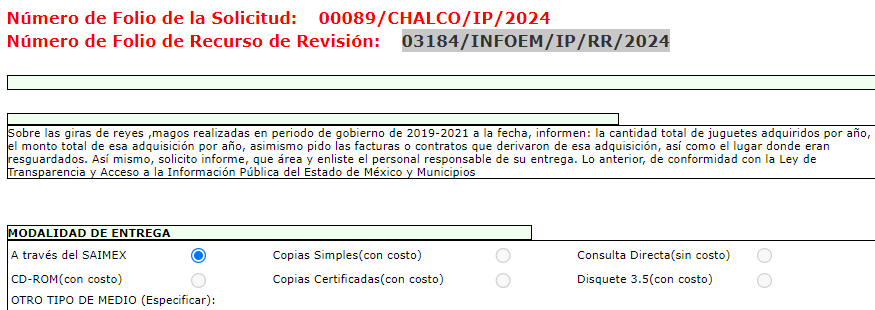 Número de Folio de la Solicitud: 00089/CHALCO/IP/2024
Número de Folio de Recurso de Revisión: 03184/INFOEM/IP/RR/2024
Sobre las giras de reyes ,magos realizadas en periodo de gobierno de 2019-2021 a la fecha, informen: la cantidad total de juguetes adquiridos por año,
el monto total de esa adquisición por año, asimismo pido las facturas o contratos que derivaron de esa adquisición, así como el lugar donde eran
resguardados. Así mismo, solicito informe, que área y enliste el personal responsable de su entrega. Lo anterior, de conformidad con la Ley de
Transparencia y Acceso a la Información Pública del Estado de México y Municipios
MODALIDAD DE ENTREGA
A través del SAIMEX Copias Simples(con costo) Consulta Directa(sin costo)
CD-ROM(con costo) Copias Certificadas(con costo) Disquete 3.5(con costo)
OTRO TIPO DE MEDIO (Especificar):